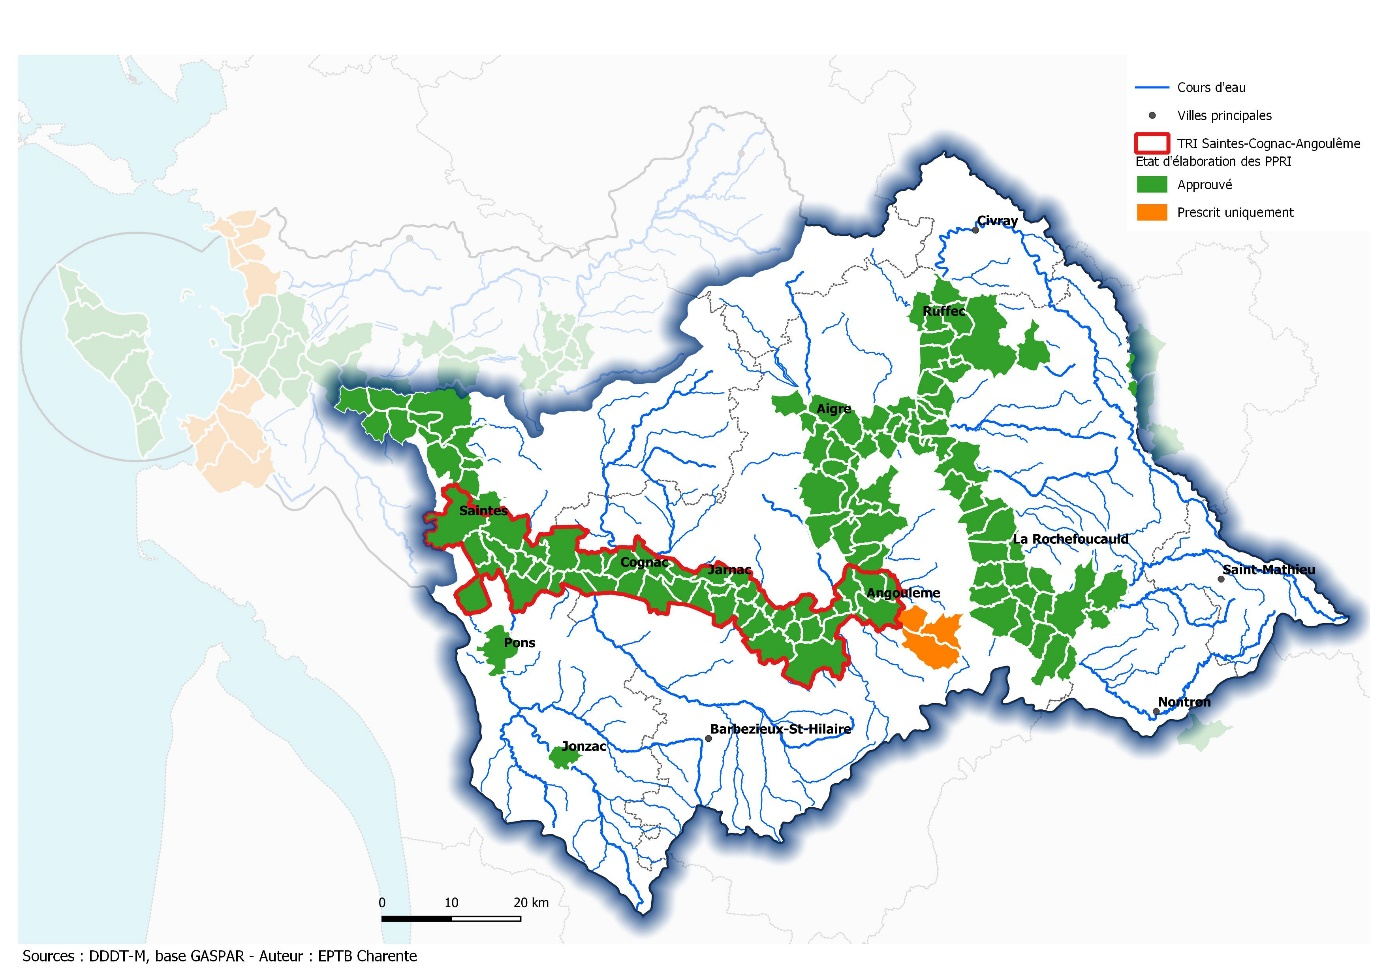 Cours d'eau
Villes principales
TRI Saintes-Cognac-Angoulême
Etat d'élaboration des PPRI
Approuvé
Prescrit uniquement
Civray
Ruffec
Aigre
Saintes
La Rochefoucauld
Cognac
Jarnac
Saint-Mathieu
Angouleme
Pons
Nontron
Barbezieux-St-Hilaire
Jonzac
0 10 20 km
Sources : DDDT-M, base GASPAR - Auteur : EPTB Charente